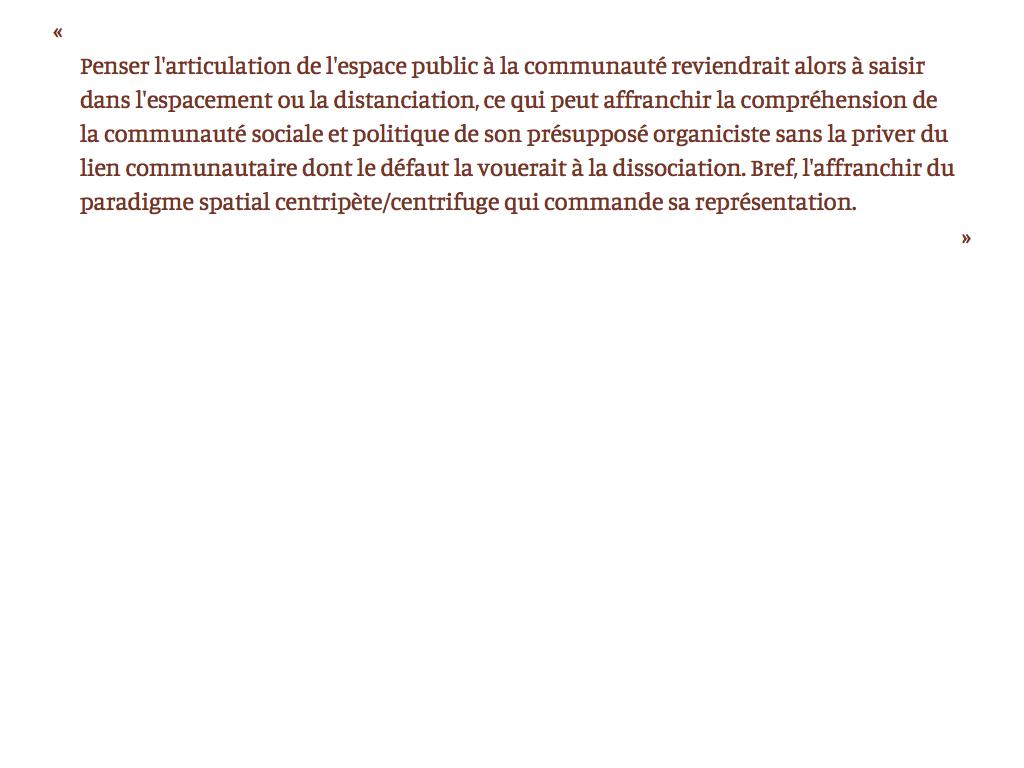 «
Penser l'articulation de l'espace public à la communauté reviendrait alors à saisir
dans l'espacement ou la distanciation, ce qui peut affranchir la compréhension de
la communauté sociale et politique de son présupposé organiciste sans la priver du
lien communautaire dont le défaut la vouerait à la dissociation. Bref, l'affranchir du
paradigme spatial centripète/centrifuge qui commande sa représentation.
»